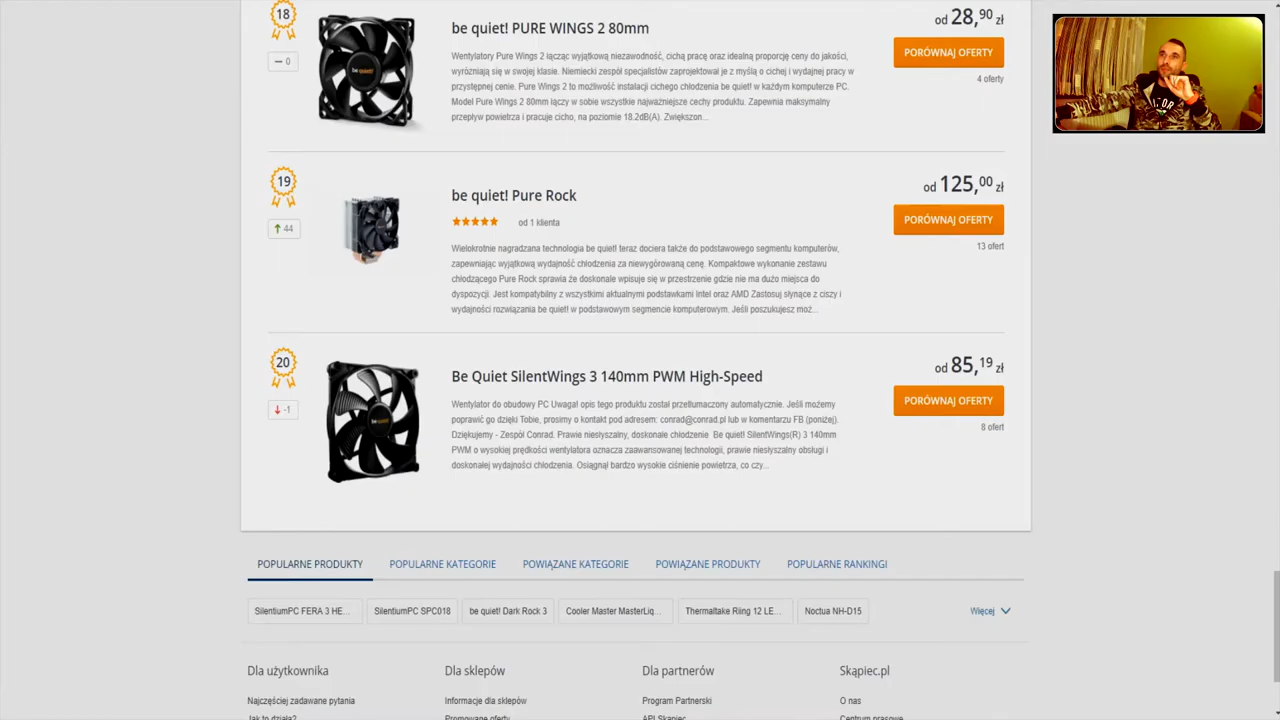 18
be quiet! PURE WINGS 2 80mm
od 28,90 zł
0
Wentylatory Pure Wings 2 łącząc wyjątkową niezawodność, cichą pracę oraz idealną proporcję ceny do jakości,
wyróżniają się w swojej klasie. Niemiecki zespół specjalistów zaprojektował je z myślą o cichej i wydajnej pracy w
przystępnej cenie. Pure Wings 2 to możliwość instalacji cichego chłodzenia be quiet! w każdym komputerze PC.
Model Pure Wings 2 80mm łączy w sobie wszystkie najważniejsze cechy produktu. Zapewnia maksymalny
przepływ powietrza i pracuje cicho, na poziomie 18.2dB(A). Zwiększon...
PORÓWNAJ OFERTY
4 oferty
19
be quiet! Pure Rock
od 125,00 zł
44
od 1 klienta
Wielokrotnie nagradzana technologia be quiet! teraz dociera także do podstawowego segmentu komputerów,
zapewniając wyjątkową wydajność chłodzenia za niewygórowaną cenę. Kompaktowe wykonanie zestawu
chłodzącego Pure Rock sprawia że doskonale wpisuje się w przestrzenie gdzie nie ma dużo miejsca do
dyspozycji. Jest kompatybilny z wszystkimi aktualnymi podstawkami Intel oraz AMD Zastosuj słynące z ciszy i
wydajności rozwiązania be quiet! w podstawowym segmencie komputerowym. Jeśli poszukujesz moż...
PORÓWNAJ OFERTY
13 ofert
20
Be Quiet SilentWings 3 140mm PWM High-Speed
od 85,19 zł
-1
Wentylator do obudowy PC Uwaga! opis tego produktu został przetłumaczony automatycznie. Jeśli możemy
poprawić go dzięki Tobie, prosimy o kontakt pod adresem: conrad@conrad.pl lub w komentarzu FB (poniżej).
Dziękujemy - Zespół Conrad. Prawie niesłyszalny, doskonałe chłodzenie Be quiet! SilentWings(R) 3 140mm
PWM o wysokiej prędkości wentylatora oznacza zaawansowanej technologii, prawie niesłyszalny obsługi i
doskonałej wydajności chłodzenia. Osiągnął bardzo wysokie ciśnienie powietrza, co czy...
PORÓWNAJ OFERTY
8 ofert
POPULARNE PRODUKTY POPULARNE KATEGORIE POWIĄZANE KATEGORIE POWIĄZANE PRODUKTY POPULARNE RANKINGI
SilentiumPC FERA 3 HE... SilentiumPC SPC018 be quiet! Dark Rock 3 Cooler Master MasterLiq... Thermaltake Riing 12 LE... Noctua NH-D15 Więcej
Dla użytkownika Dla sklepów Dla partnerów Skąpiec.pl
Najczęściej zadawane pytania Informacje dla sklepów Program Partnerski O nas
Jak to działa? Promowane oferty API Skąpiec Centrum prasowe